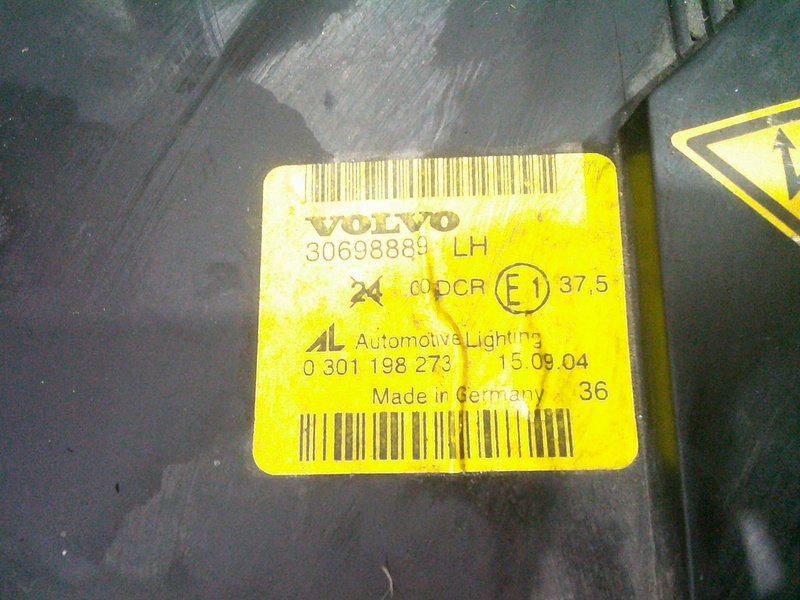 VOLVO
30698889 LH
24 00 DCR E1 37,5
AL Automotive Lighting
0 301 198 273 15.09.04
Made in Germany 36